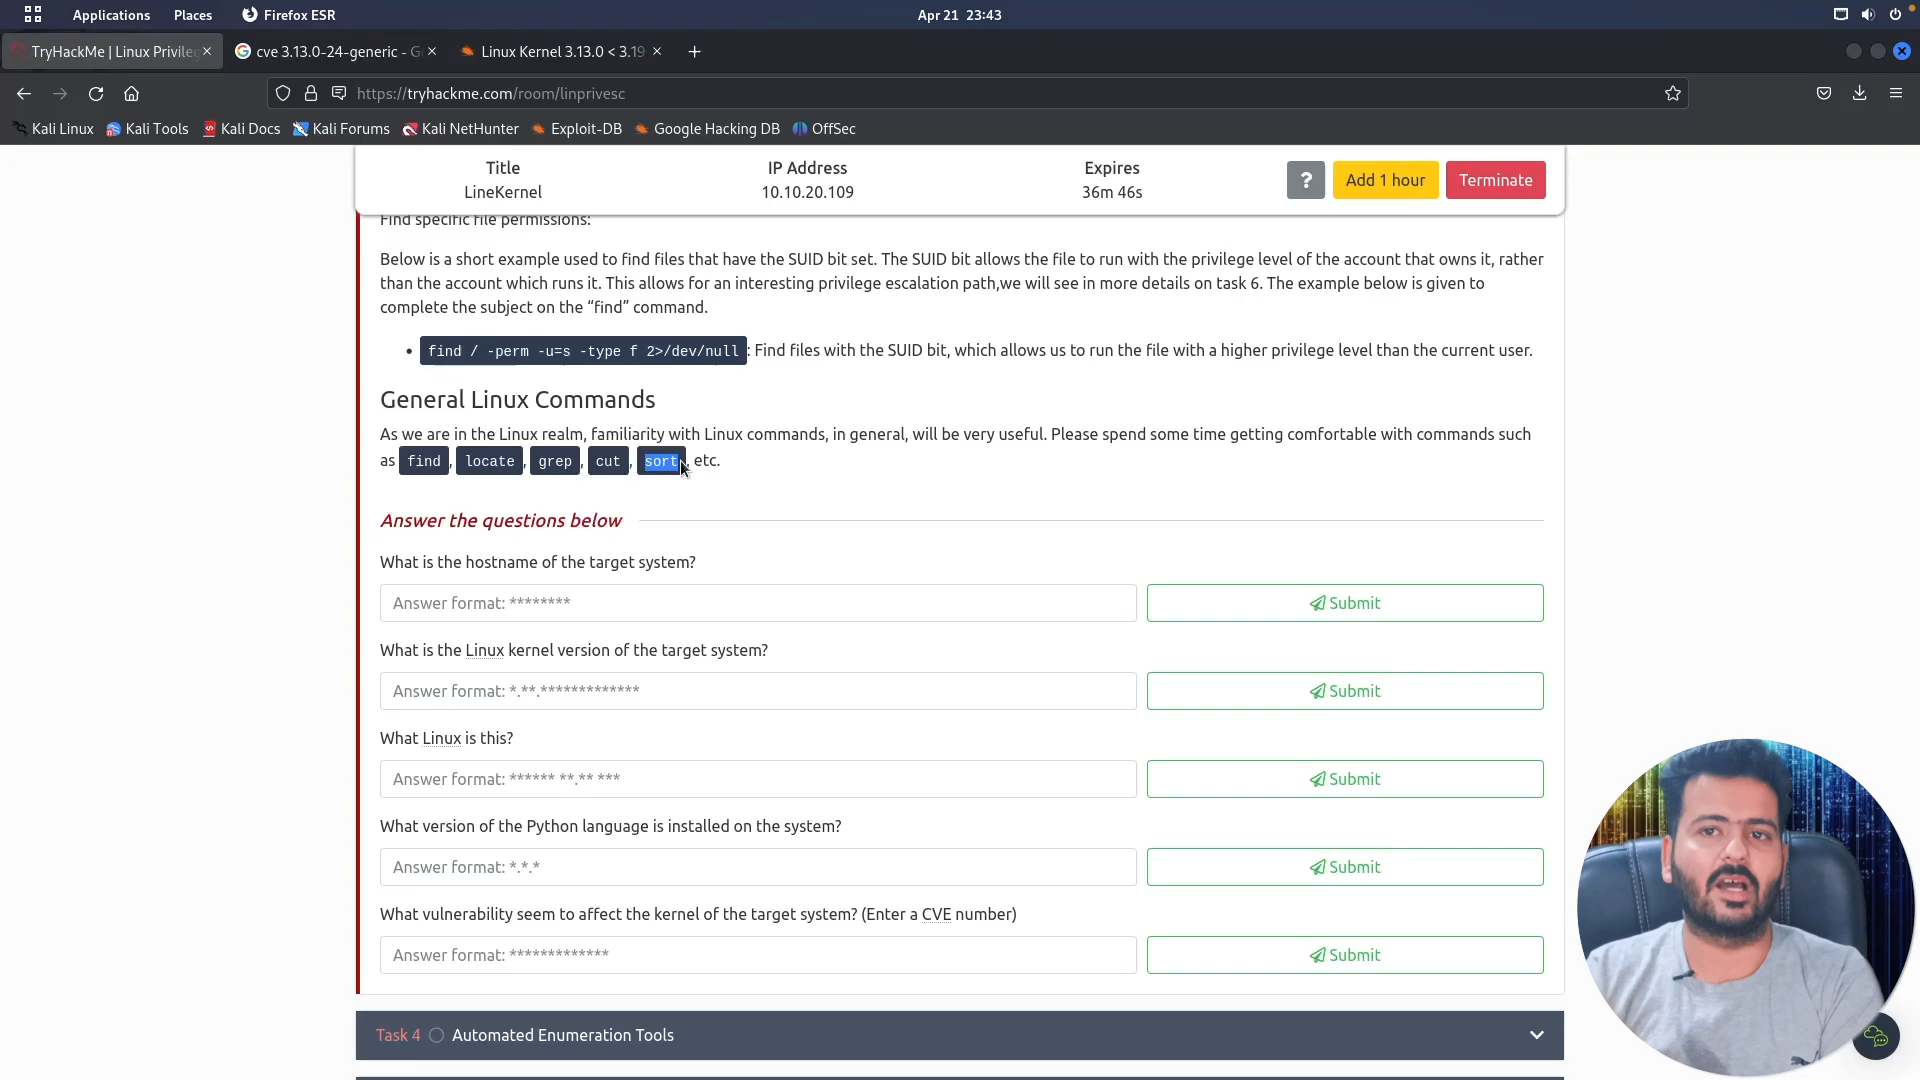 Applications Places Firefox ESR Apr 21 23:43
TryHackMe | Linux Privile cve 3.13.0-24-generic - G Linux Kernel 3.13.0 < 3.19
https://tryhackme.com/room/linprivesc
Kali Linux Kali Tools Kali Docs Kali Forums Kali NetHunter Exploit-DB Google Hacking DB OffSec
Title IP Address Expires
LineKernel 10.10.20.109 36m 46s
? Add 1 hour Terminate
Find specific file permissions:
Below is a short example used to find files that have the SUID bit set. The SUID bit allows the file to run with the privilege level of the account that owns it, rather
than the account which runs it. This allows for an interesting privilege escalation path,we will see in more details on task 6. The example below is given to
complete the subject on the “find” command.
• find / -perm -u=s -type f 2>/dev/null: Find files with the SUID bit, which allows us to run the file with a higher privilege level than the current user.
General Linux Commands
As we are in the Linux realm, familiarity with Linux commands, in general, will be very useful. Please spend some time getting comfortable with commands such
as find, locate, grep, cut, sort, etc.
Answer the questions below
What is the hostname of the target system?
Answer format: ******** Submit
What is the Linux kernel version of the target system?
Answer format: *.**.************* Submit
What Linux is this?
Answer format: ****** **.** *** Submit
What version of the Python language is installed on the system?
Answer format: *.*.* Submit
What vulnerability seem to affect the kernel of the target system? (Enter a CVE number)
Answer format: ************* Submit
Task 4 Automated Enumeration Tools